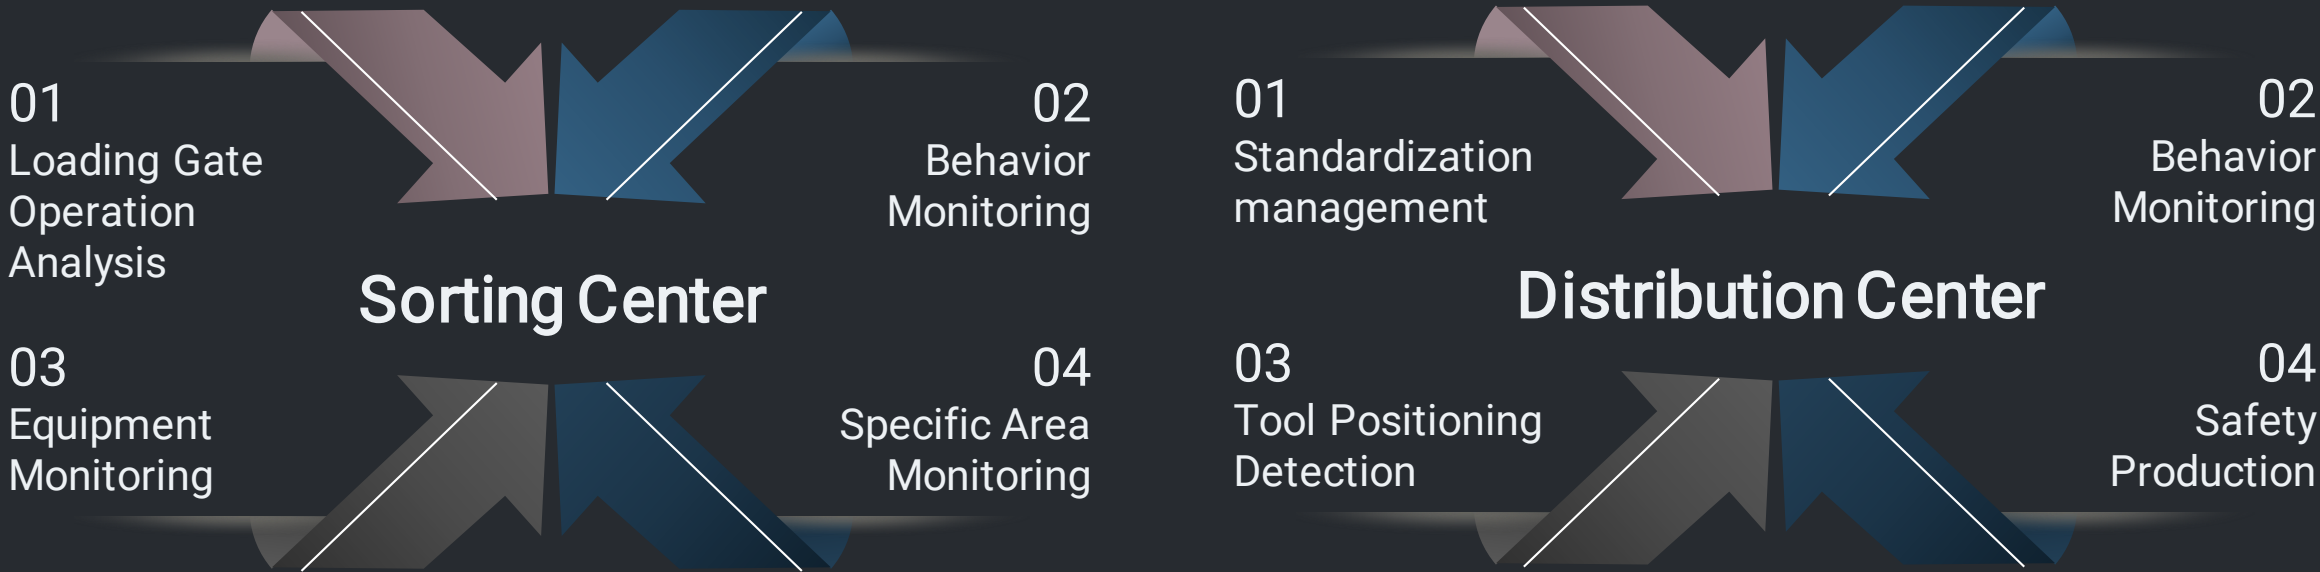 01
Loading Gate
Operation
Analysis
02
Behavior
Monitoring
Sorting Center
03
Equipment
Monitoring
04
Specific Area
Monitoring
01
Standardization
management
02
Behavior
Monitoring
Distribution Center
03
Tool Positioning
Detection
04
Safety
Production